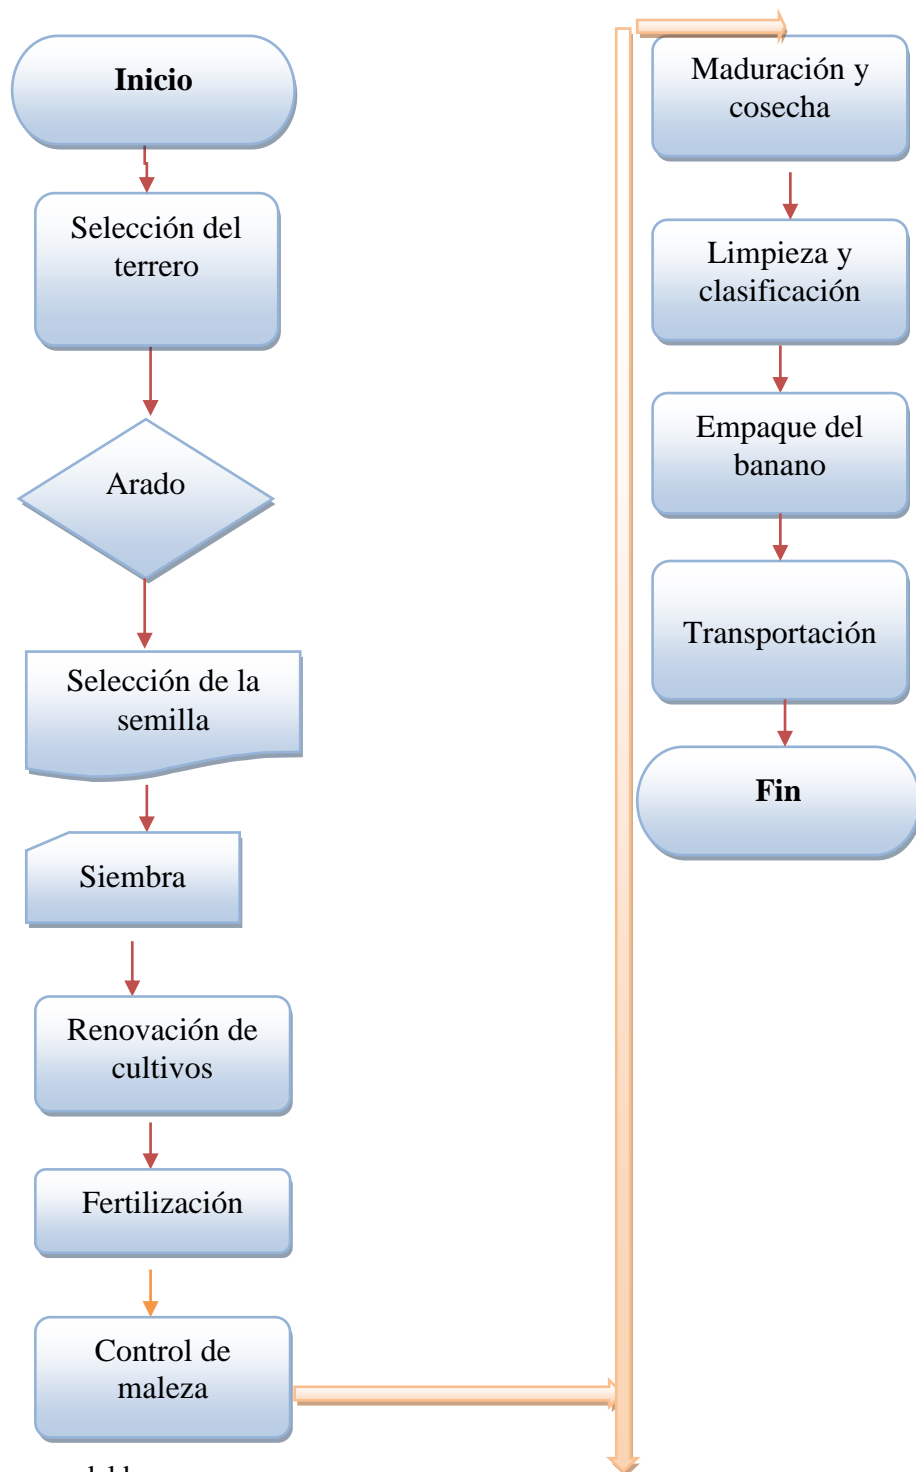 Inicio
Selección del
terrero
Arado
Selección de la
semilla
Siembra
Renovación de
cultivos
Fertilización
Control de
maleza
Maduración y
cosecha
Limpieza y
clasificación
Empaque del
banano
Transportación
Fin